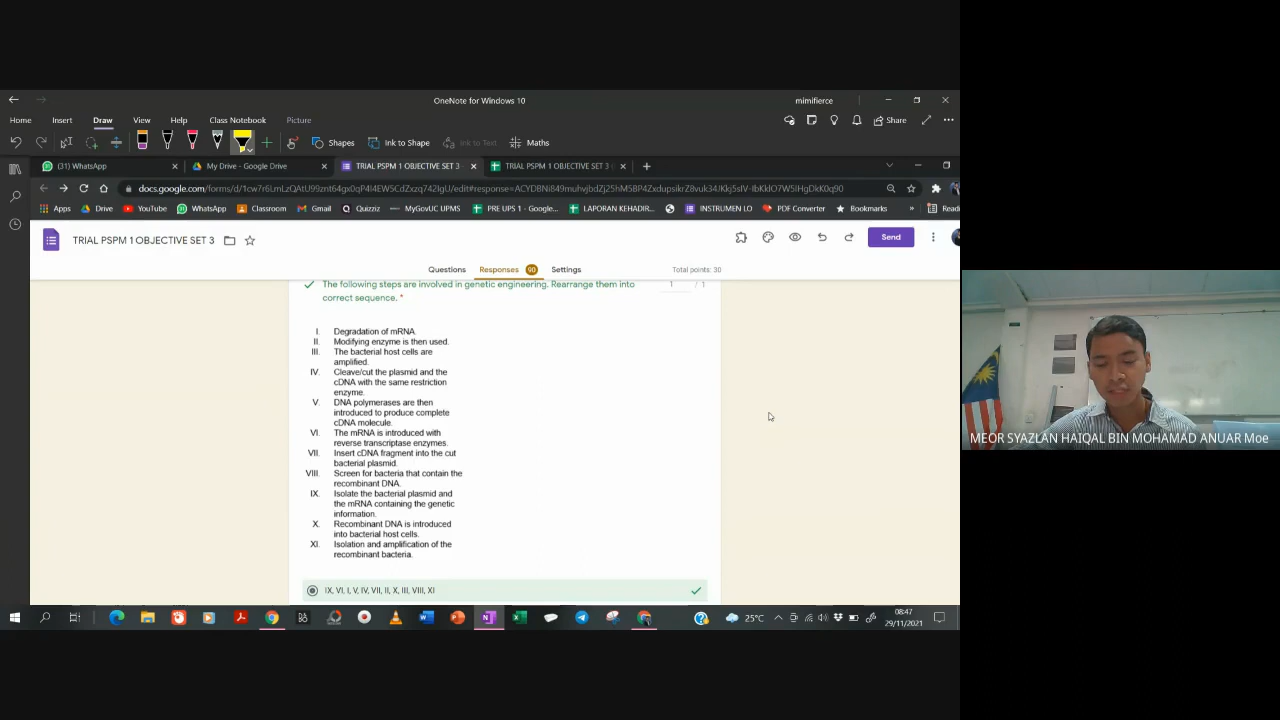 OneNote for Windows 10
mimifierce
Home Insert Draw View Help Class Notebook Picture
Share
Shapes Ink to Shape Ink to Text Maths
(31) WhatsApp
My Drive - Google Drive
TRIAL PSPM 1 OBJECTIVE SET 3 -
TRIAL PSPM 1 OBJECTIVE SET 3
Apps Drive YouTube WhatsApp Classroom Gmail Quizziz MyGovUC UPMS PRE UPS 1 - Google... LAPORAN KEHADIR... INSTRUMEN LO PDF Converter Bookmarks
TRIAL PSPM 1 OBJECTIVE SET 3
Send
Questions Responses 90 Settings
Total points: 30
The following steps are involved in genetic engineering. Rearrange them into
correct sequence. *
1 / 1
I. Degradation of mRNA
II. Modifying enzyme is then used.
III. The bacterial host cells are
amplified.
IV. Cleave/cut the plasmid and the
cDNA with the same restriction
enzyme.
V. DNA polymerases are then
introduced to produce complete
cDNA molecule.
VI. The mRNA is introduced with
reverse transcriptase enzymes.
VII. Insert cDNA fragment into the cut
bacterial plasmid.
VIII. Screen for bacteria that contain the
recombinant DNA.
IX. Isolate the bacterial plasmid and
the mRNA containing the genetic
information.
X. Recombinant DNA is introduced
into bacterial host cells.
XI. Isolation and amplification of the
recombinant bacteria.
IX, VI, I, V, IV, VII, II, X, III, VIII, XI
25°C
08:47
29/11/2021
MEOR SYAZLAN HAIQAL BIN MOHAMAD ANUAR Moe